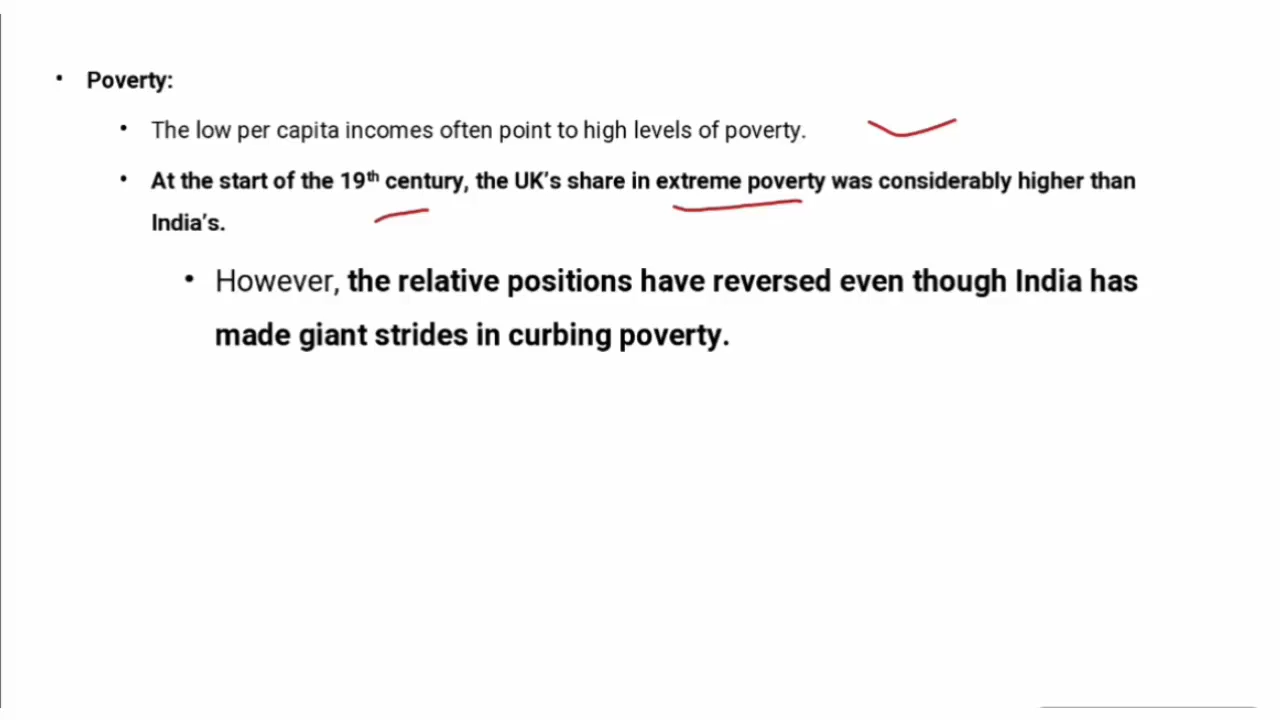 • Poverty:
• The low per capita incomes often point to high levels of poverty.
• At the start of the 19th century, the UK's share in extreme poverty was considerably higher than
India's.
• However, the relative positions have reversed even though India has
made giant strides in curbing poverty.